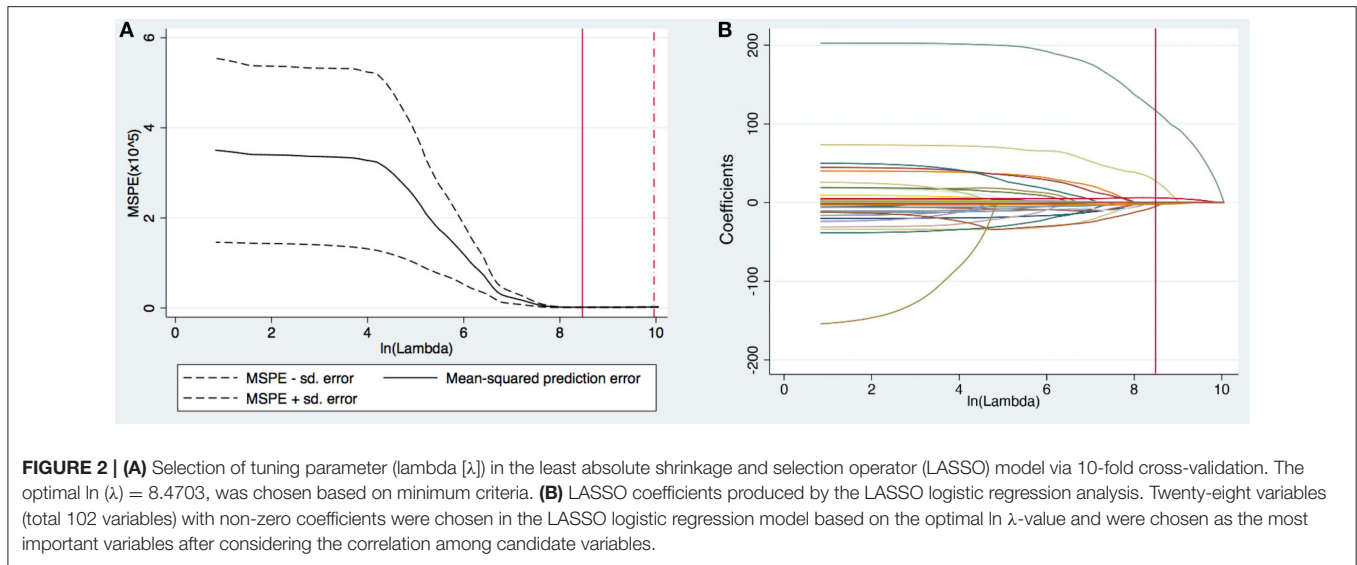 A
6
4
2
0
MSPE(x10^5)
0 2 4 6 8 10
ln(Lambda)
MSPE - sd. error
Mean-squared prediction error
MSPE + sd. error
B
200
100
0
-100
-200
Coefficients
0 2 4 6 8 10
ln(Lambda)
FIGURE 2 | (A) Selection of tuning parameter (lambda [λ]) in the least absolute shrinkage and selection operator (LASSO) model via 10-fold cross-validation. The
optimal ln (λ) = 8.4703, was chosen based on minimum criteria. (B) LASSO coefficients produced by the LASSO logistic regression analysis. Twenty-eight variables
(total 102 variables) with non-zero coefficients were chosen in the LASSO logistic regression model based on the optimal ln λ-value and were chosen as the most
important variables after considering the correlation among candidate variables.